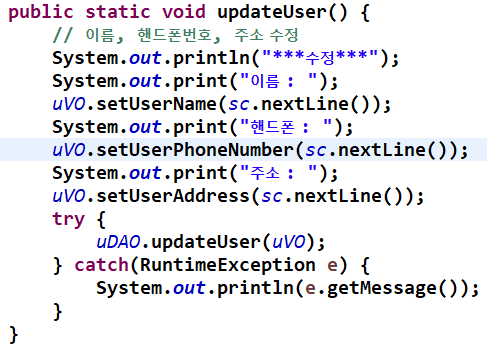 public static void updateUser() {
// 이름, 핸드폰번호, 주소 수정
System.out.println("***수정***");
System.out.print("이름 : ");
uVO.setUserName(sc.nextLine());
System.out.print("핸드폰 : ");
uVO.setUserPhoneNumber(sc.nextLine());
System.out.print("주소 : ");
uVO.setUserAddress(sc.nextLine());
try {
uDAO.updateUser(uVO);
} catch(RuntimeException e) {
System.out.println(e.getMessage());
}
}